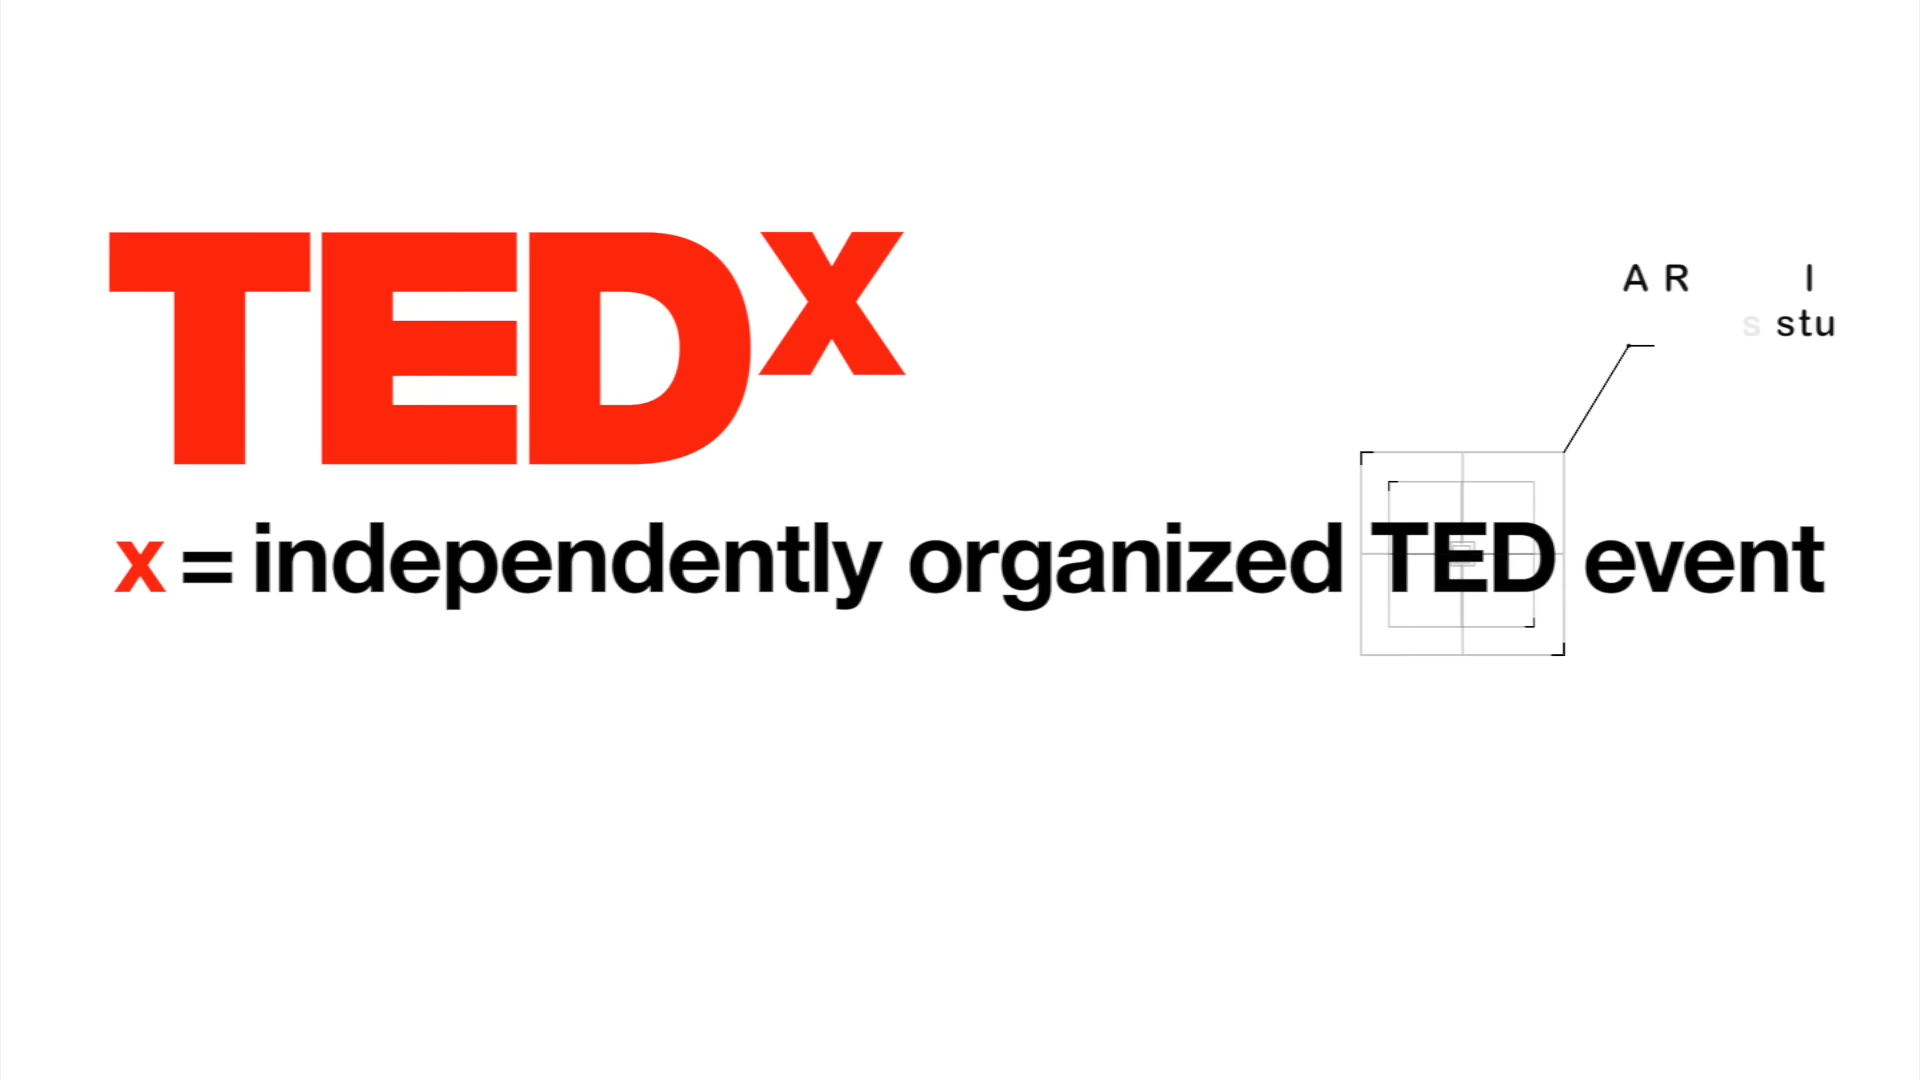 TEDx
A R I
s stu
x = independently organized TED event